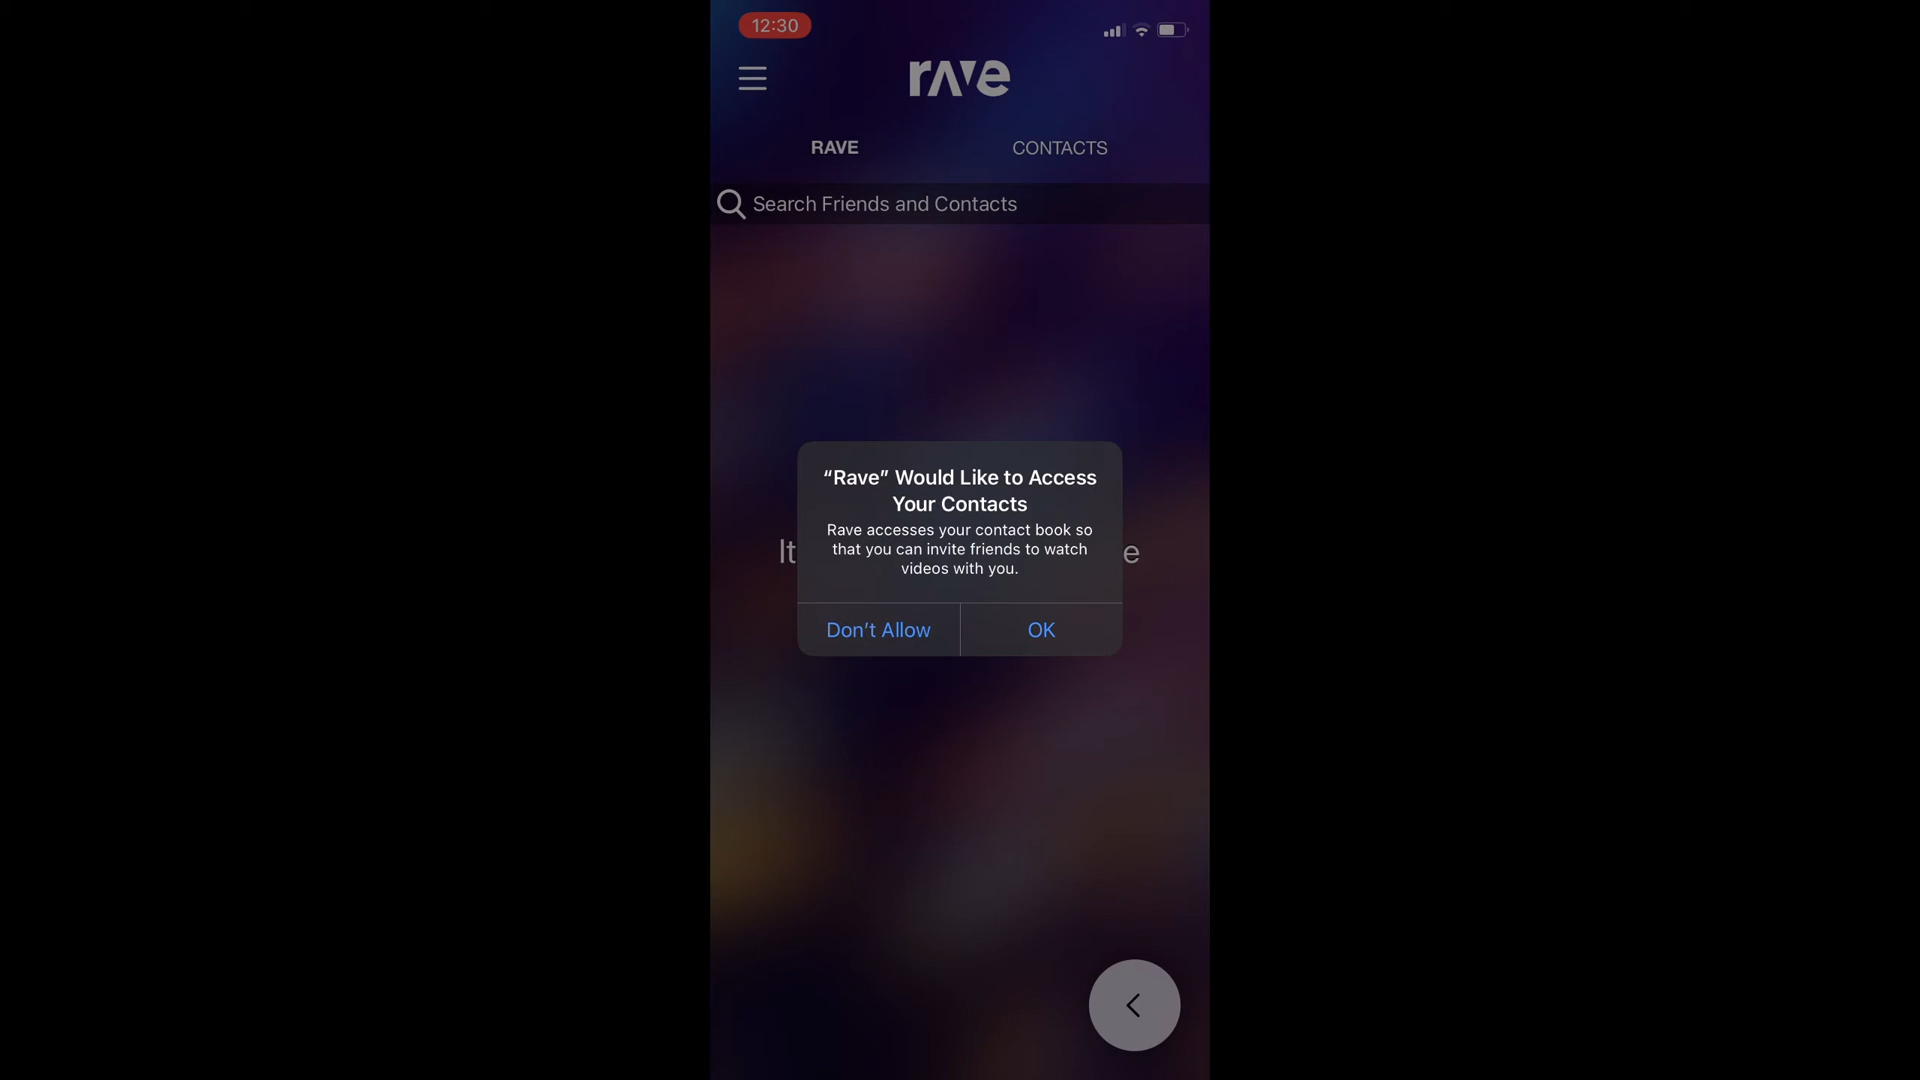 12:30
rave
RAVE
CONTACTS
Search Friends and Contacts
“Rave” Would Like to Access
Your Contacts
Rave accesses your contact book so
that you can invite friends to watch
videos with you.
It
e
Don’t Allow
OK